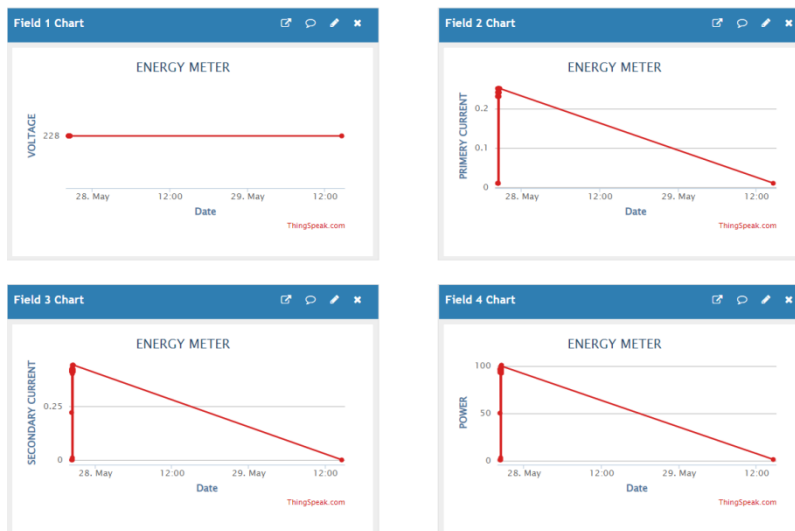 Field 1 Chart
ENERGY METER
VOLTAGE
228
28. May 12:00 29. May 12:00
Date
ThingSpeak.com
Field 2 Chart
ENERGY METER
PRIMERY CURRENT
0.2
0.1
0
28. May 12:00 29. May 12:00
Date
ThingSpeak.com
Field 3 Chart
ENERGY METER
SECONDARY CURRENT
0.25
0
28. May 12:00 29. May 12:00
Date
ThingSpeak.com
Field 4 Chart
ENERGY METER
POWER
100
50
0
28. May 12:00 29. May 12:00
Date
ThingSpeak.com